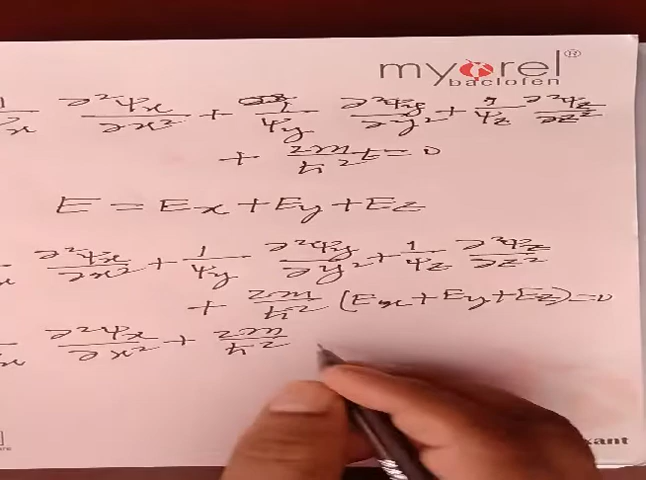 myorel®
baclofen
1/Ψx ∂²Ψx/∂x² + 1/Ψy ∂²Ψy/∂y² + 1/Ψz ∂²Ψz/∂z²
+ 2m/ħ² E = 0
E = Ex + Ey + Ez
∂²Ψx/∂x² + 1/Ψy ∂²Ψy/∂y² + 1/Ψz ∂²Ψz/∂z²
+ 2m/ħ² (Ex + Ey + Ez) = 0
∂²Ψx/∂x² + 2m/ħ²